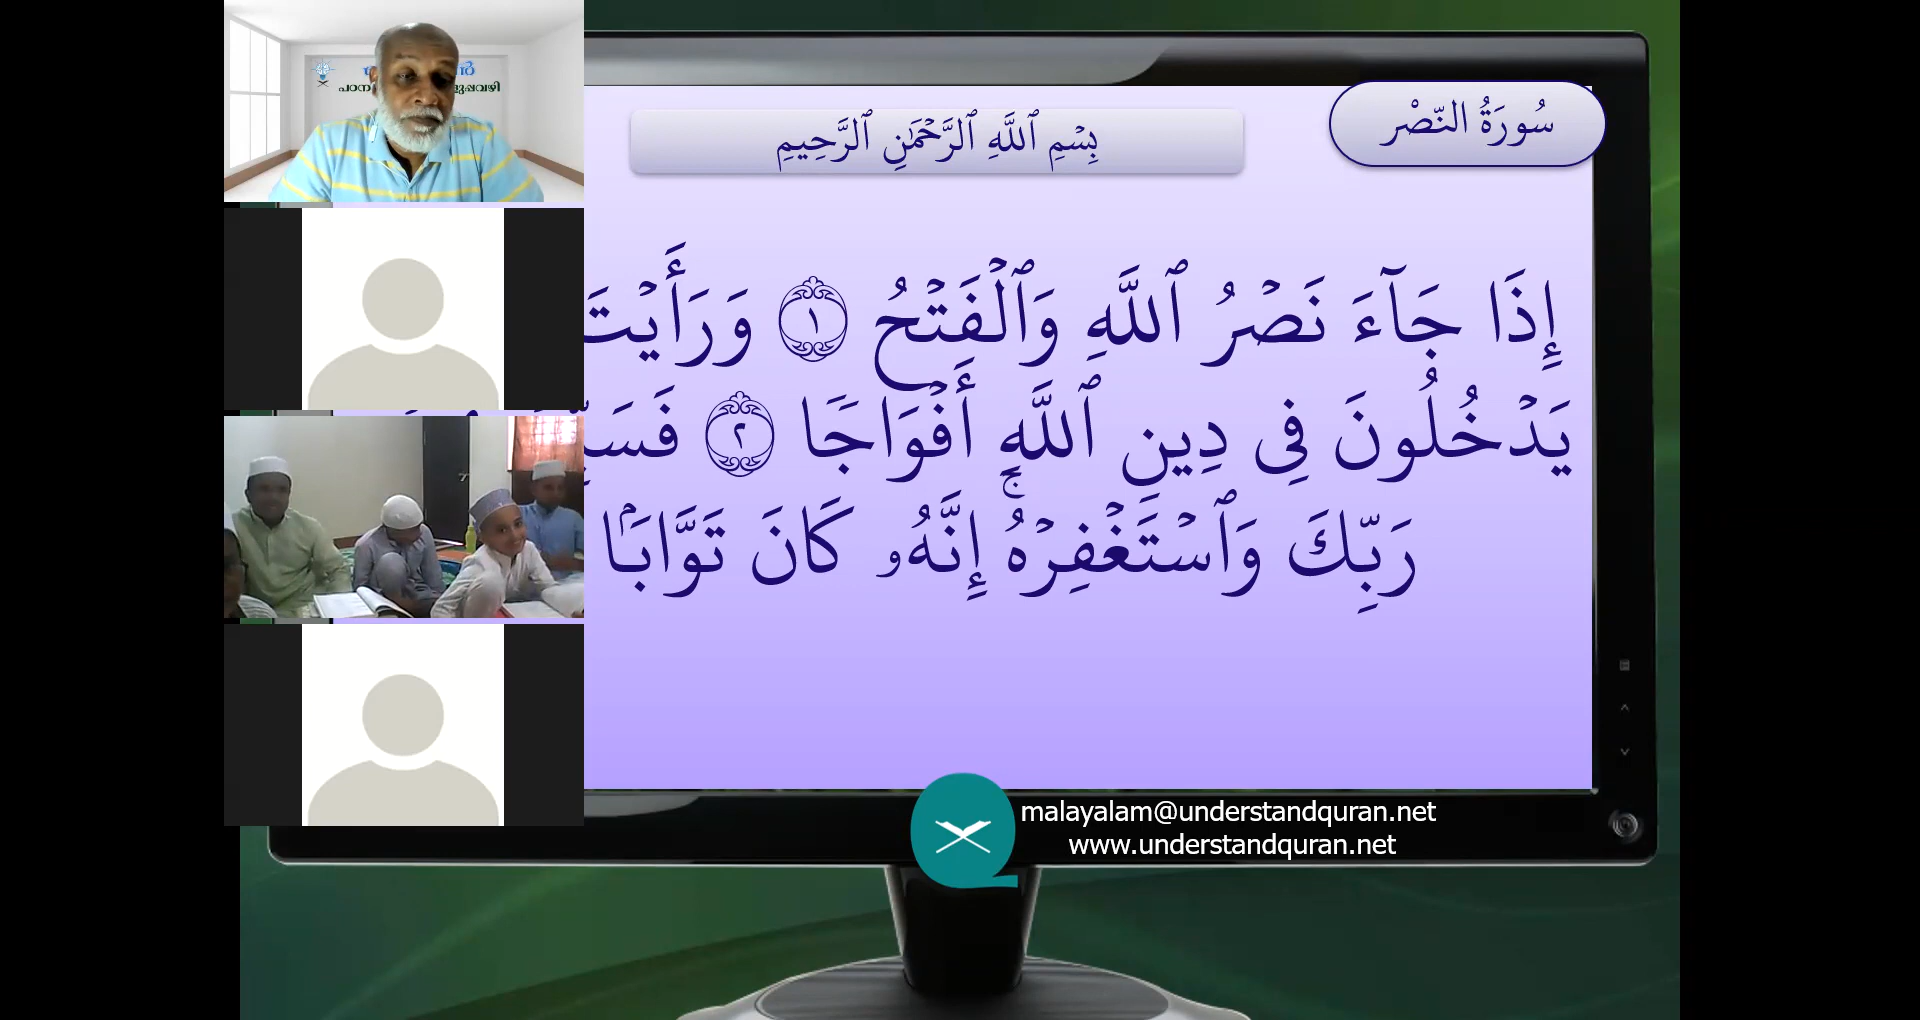 سُورَةُ النَّصْر
بِسۡمِ ٱللَّهِ ٱلرَّحۡمَٰنِ ٱلرَّحِيمِ
إِذَا جَآءَ نَصۡرُ ٱللَّهِ وَٱلۡفَتۡحُ ١ وَرَأَيۡتَ
يَدۡخُلُونَ فِي دِينِ ٱللَّهِ أَفۡوَاجٗا ٢
رَبِّكَ وَٱسۡتَغۡفِرۡهُۚ إِنَّهُۥ كَانَ تَوَّابَۢا
malayalam@understandquran.net
www.understandquran.net